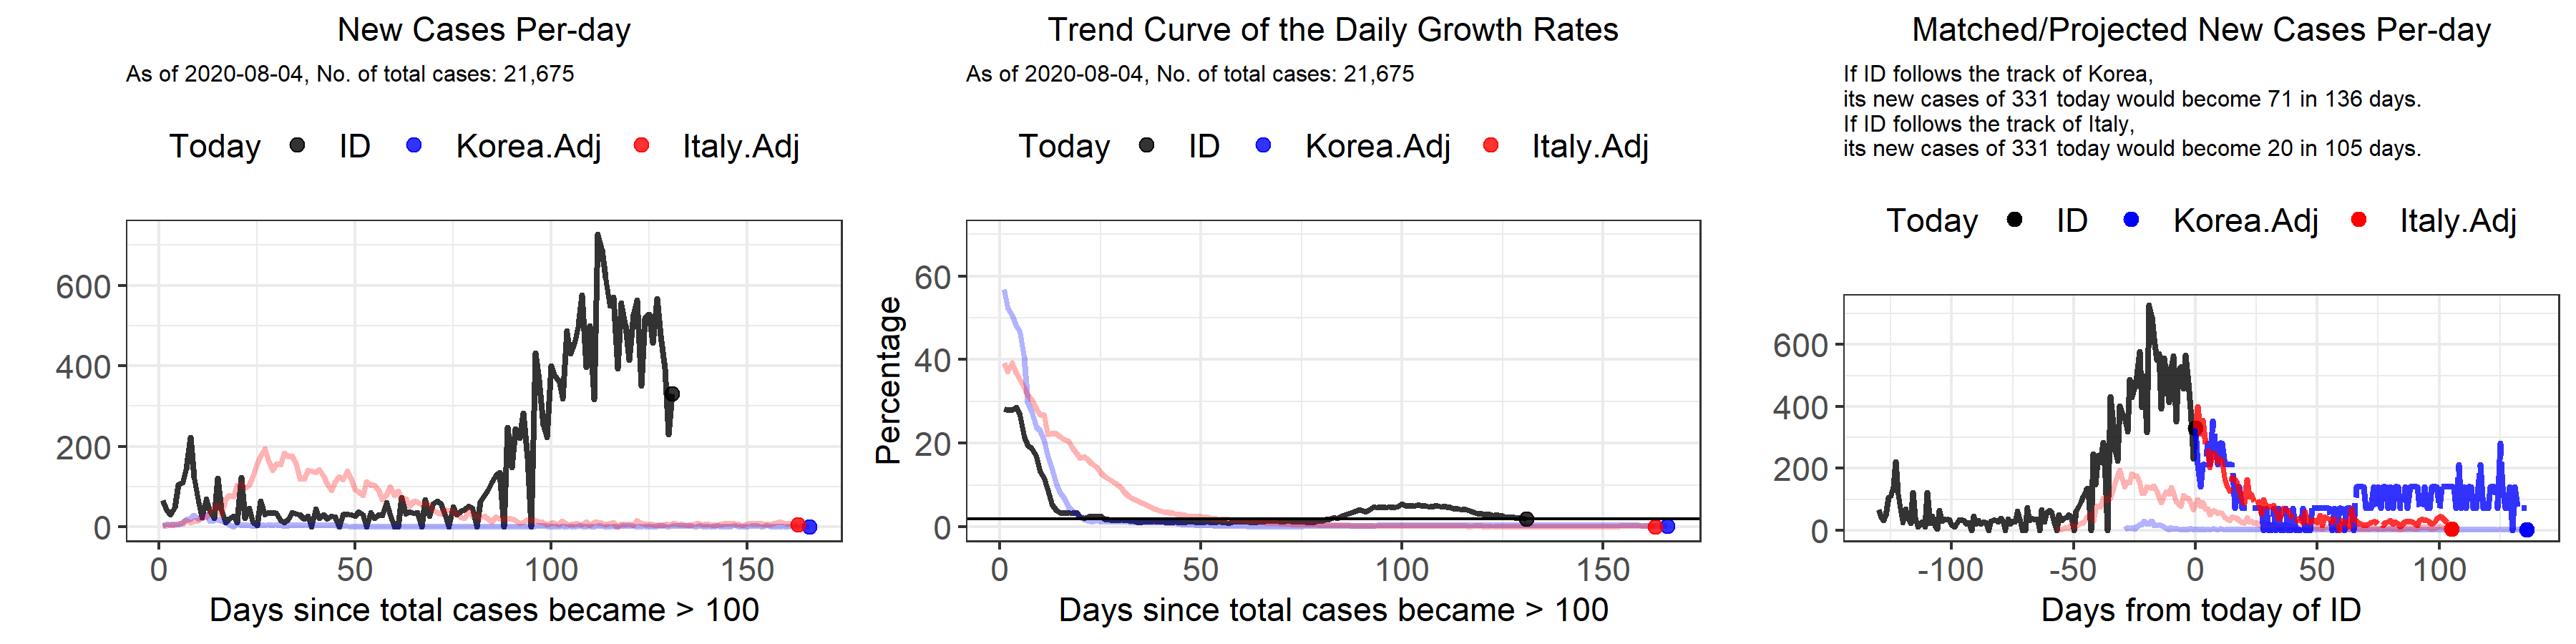 New Cases Per-day
As of 2020-08-04, No. of total cases: 21,675
Today ID Korea.Adj Italy.Adj
600
400
200
0
0 50 100 150
Days since total cases became > 100
Trend Curve of the Daily Growth Rates
As of 2020-08-04, No. of total cases: 21,675
Today ID Korea.Adj Italy.Adj
Percentage
60
40
20
0
0 50 100 150
Days since total cases became > 100
Matched/Projected New Cases Per-day
If ID follows the track of Korea,
its new cases of 331 today would become 71 in 136 days.
If ID follows the track of Italy,
its new cases of 331 today would become 20 in 105 days.
Today ID Korea.Adj Italy.Adj
600
400
200
0
-100 -50 0 50 100
Days from today of ID